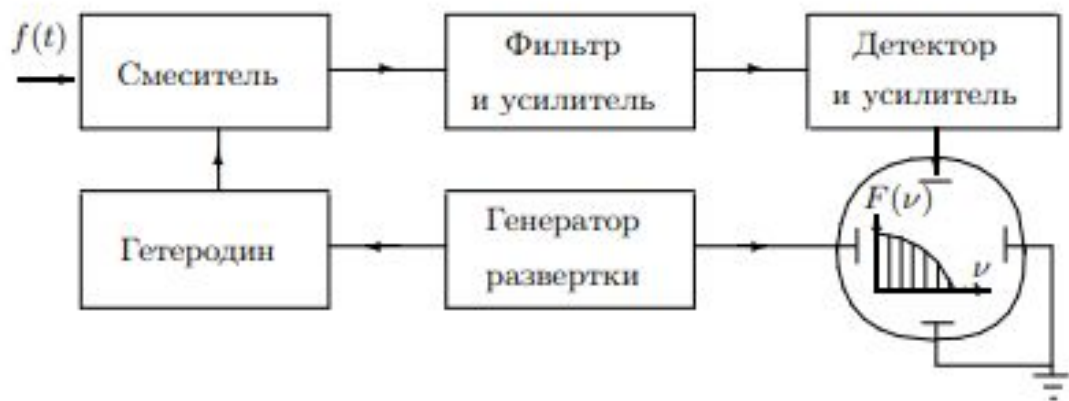 f(t)
Смеситель
Фильтр
и усилитель
Детектор
и усилитель
Гетеродин
Генератор
развертки
F(ν)
ν